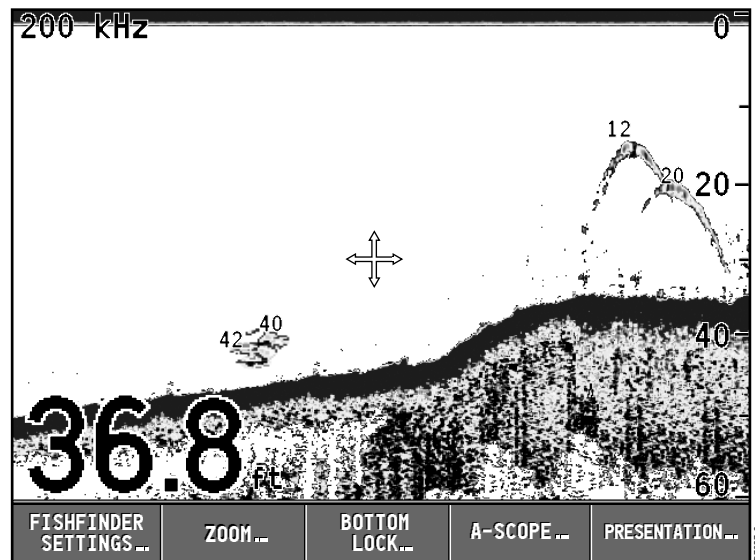 200 kHz
0
12
20
20
42
40
40
36.8 ft
60
FISHFINDER SETTINGS...
ZOOM...
BOTTOM LOCK...
A-SCOPE...
PRESENTATION...